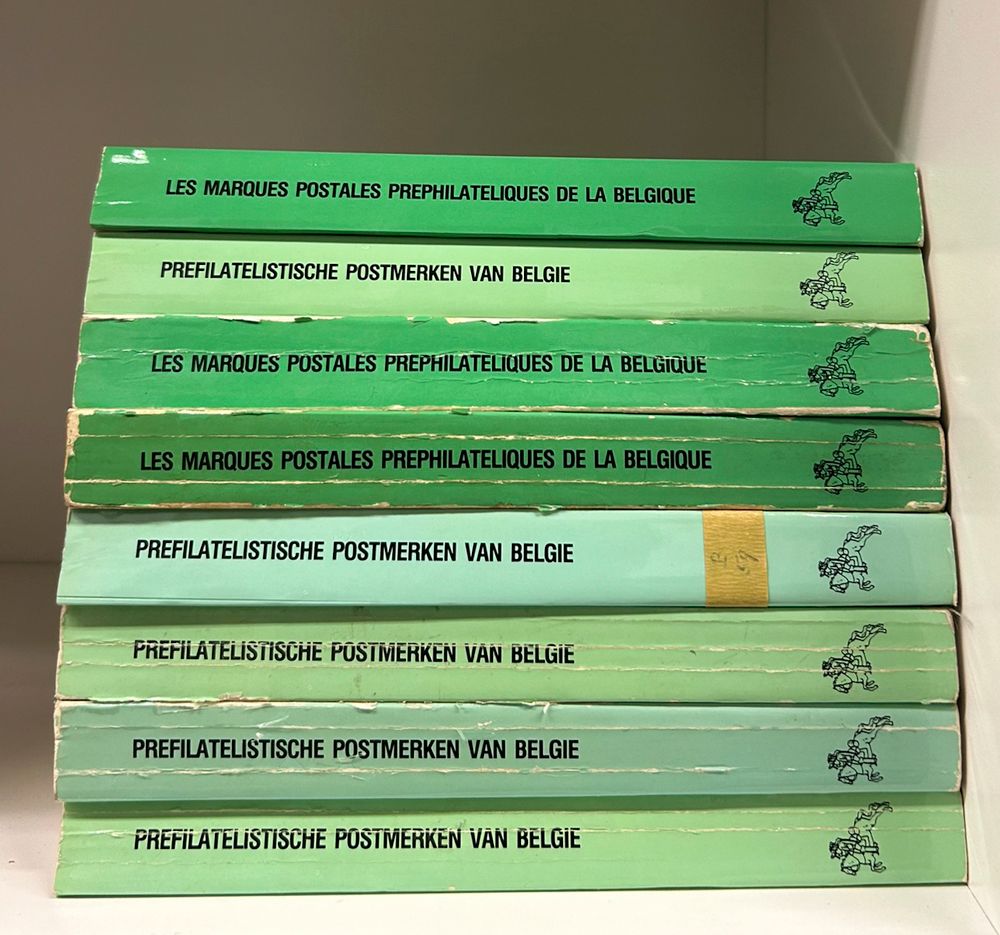 LES MARQUES POSTALES PREPHILATELIQUES DE LA BELGIQUE
PREFILATELISTISCHE POSTMERKEN VAN BELGIE
LES MARQUES POSTALES PREPHILATELIQUES DE LA BELGIQUE
LES MARQUES POSTALES PREPHILATELIQUES DE LA BELGIQUE
PREFILATELISTISCHE POSTMERKEN VAN BELGIE
PREFILATELISTISCHE POSTMERKEN VAN BELGIE
PREFILATELISTISCHE POSTMERKEN VAN BELGIE
PREFILATELISTISCHE POSTMERKEN VAN BELGIE